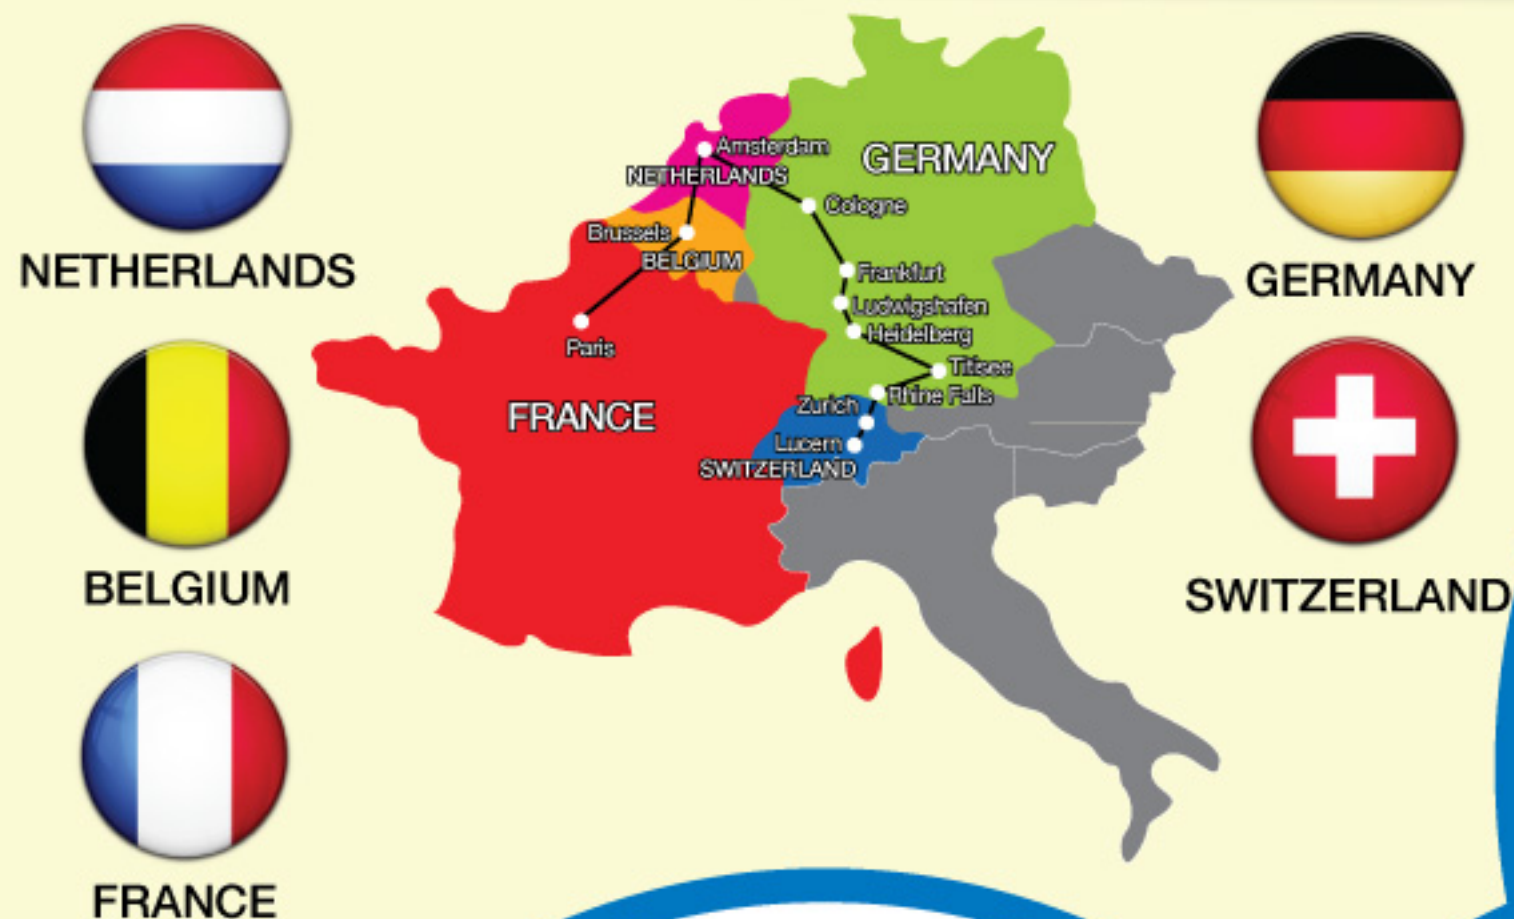 NETHERLANDS
BELGIUM
FRANCE
Amsterdam
NETHERLANDS
GERMANY
Cologne
Brussels
BELGIUM
Frankfurt
Ludwigshafen
Heidelberg
Paris
Titisee
Rhine Falls
Zurich
FRANCE
Lucern
SWITZERLAND
GERMANY
SWITZERLAND